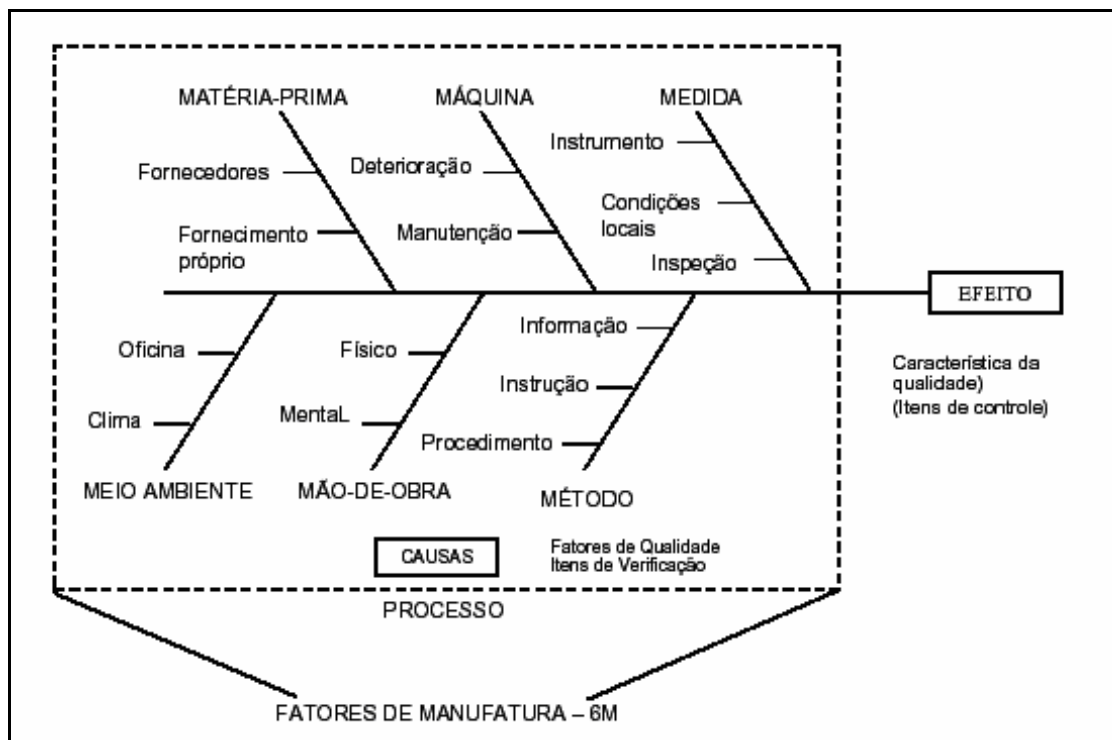 MATÉRIA-PRIMA
MÁQUINA
MEDIDA
Fornecedores
Fornecimento
próprio
Deterioração
Manutenção
Instrumento
Condições
locais
Inspeção
EFEITO
Característica da
qualidade)
(Itens de controle)
Oficina
Clima
Físico
MentaL
Informação
Instrução
Procedimento
MEIO AMBIENTE
MÃO-DE-OBRA
MÉTODO
CAUSAS
Fatores de Qualidade
Itens de Verificação
PROCESSO
FATORES DE MANUFATURA – 6M